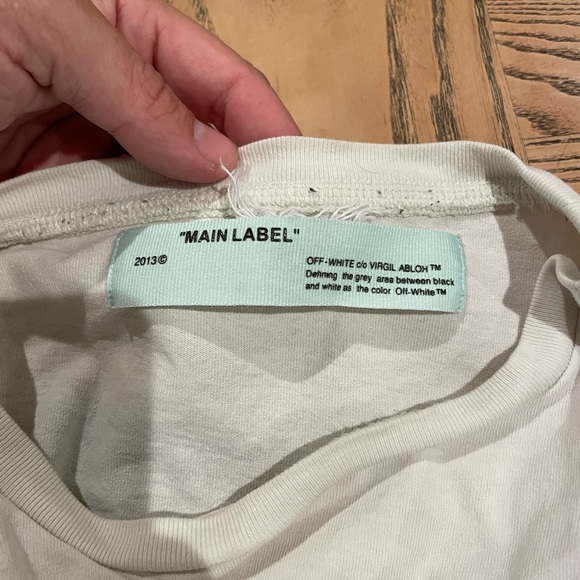 "MAIN LABEL"
2013©
OFF-WHITE c/o VIRGIL ABLOH™
Defining the grey area between black
and white as the color Off-White™